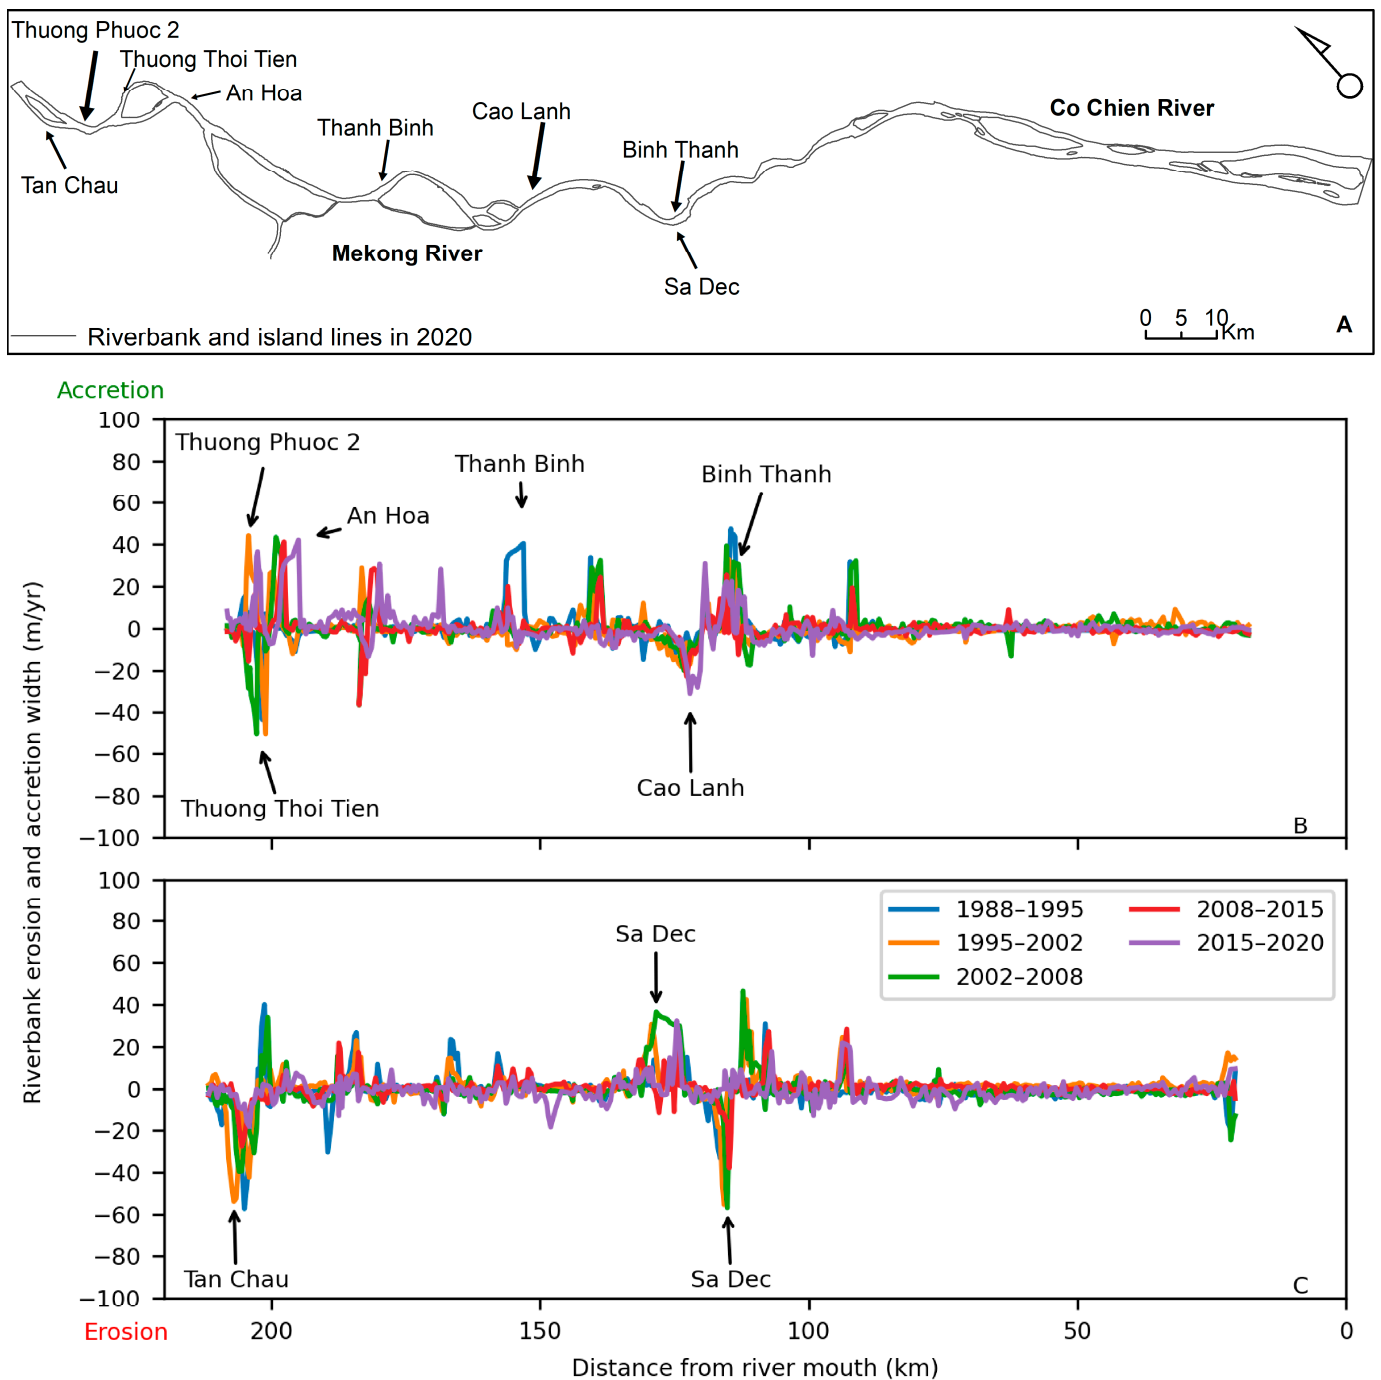 Thuong Phuoc 2
Thuong Thoi Tien
An Hoa
Cao Lanh
Co Chien River
Thanh Binh
Binh Thanh
Tan Chau
Mekong River
Sa Dec
0 5 10 Km
A
Riverbank and island lines in 2020
Accretion
100
80
60
40
20
0
−20
−40
−60
−80
−100
Thuong Phuoc 2
Thanh Binh
Binh Thanh
An Hoa
Cao Lanh
Thuong Thoi Tien
B
Riverbank erosion and accretion width (m/yr)
100
80
60
40
20
0
−20
−40
−60
−80
−100
1988–1995
1995–2002
2002–2008
2008–2015
2015–2020
Sa Dec
Tan Chau
Sa Dec
C
Erosion
200 150 100 50 0
Distance from river mouth (km)